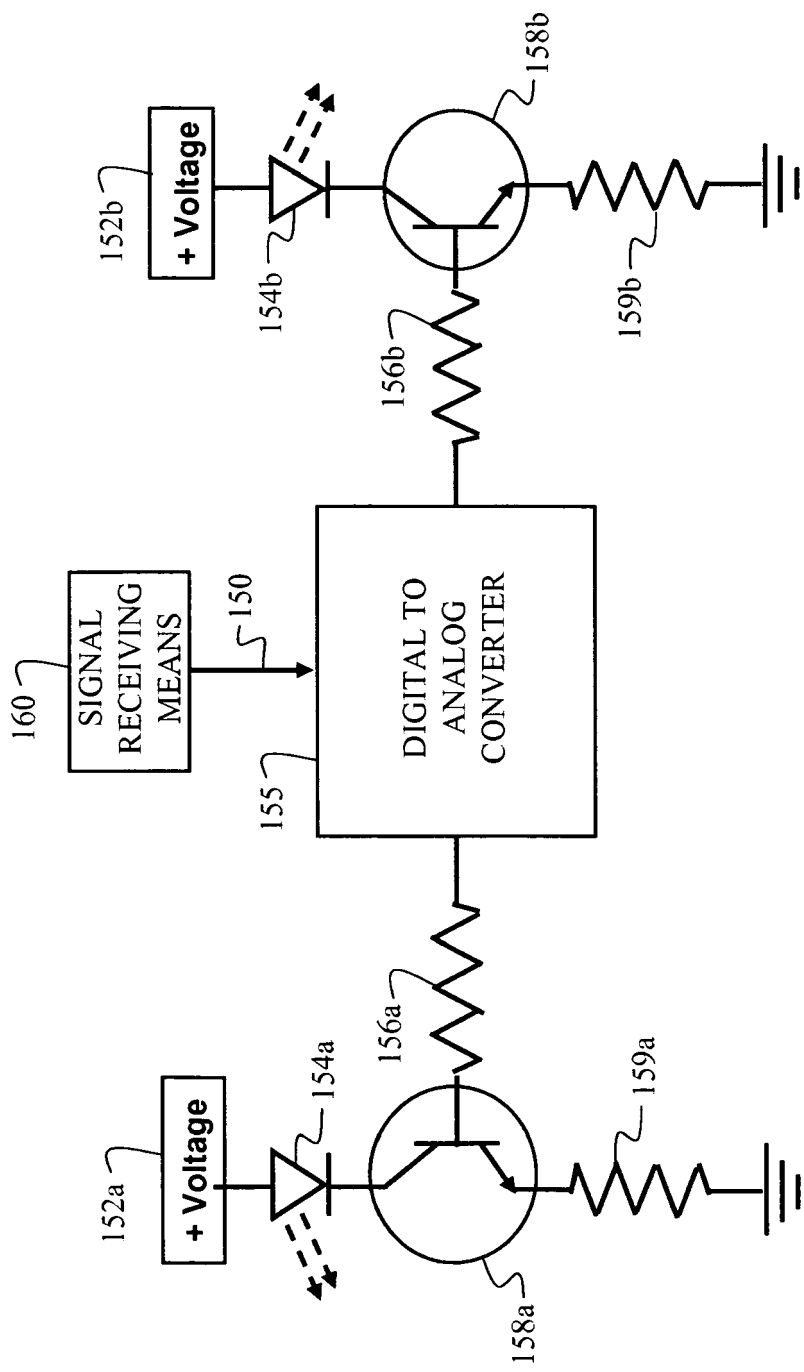 160
SIGNAL
RECEIVING
MEANS
150
152a
+ Voltage
154a
152b
+ Voltage
154b
155
DIGITAL TO
ANALOG
CONVERTER
156a
156b
158a
158b
159a
159b